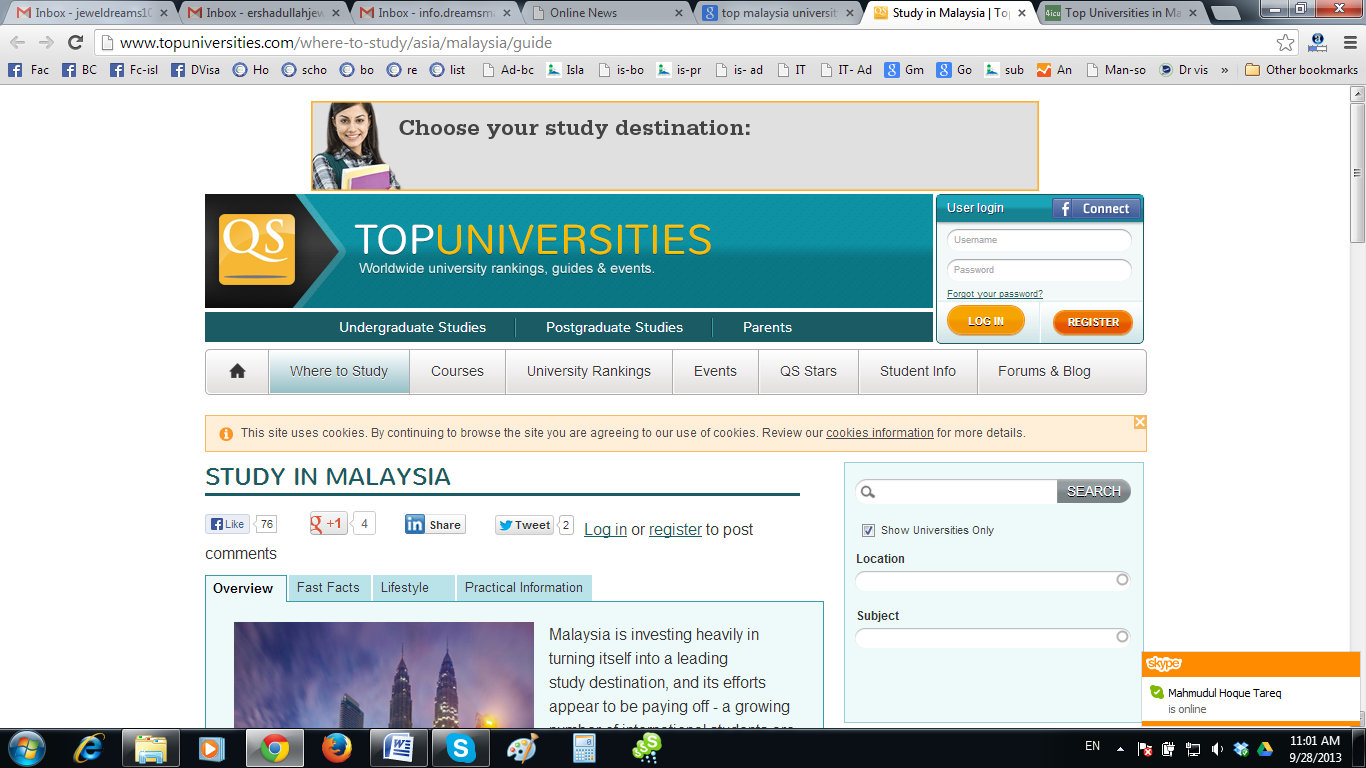 Inbox - jeweldreams10
Inbox - ershadullahjew
Inbox - info.dreamsma
Online News
top malaysia universit
Study in Malaysia | Top
Top Universities in Ma
www.topuniversities.com/where-to-study/asia/malaysia/guide
Fac BC Fc-isl DVisa Ho scho bo re list Ad-bc Isla is-bo is-pr is- ad IT IT- Ad Gm Go sub An Man-so Dr vis » Other bookmarks
Choose your study destination:
QS
TOPUNIVERSITIES
Worldwide university rankings, guides & events.
User login
f Connect
Username
Password
Forgot your password?
LOG IN
REGISTER
Undergraduate Studies
Postgraduate Studies
Parents
Where to Study
Courses
University Rankings
Events
QS Stars
Student Info
Forums & Blog
This site uses cookies. By continuing to browse the site you are agreeing to our use of cookies. Review our cookies information for more details.
STUDY IN MALAYSIA
Like 76 +1 4 Share Tweet 2 Log in or register to post
comments
Overview
Fast Facts
Lifestyle
Practical Information
Malaysia is investing heavily in
turning itself into a leading
study destination, and its efforts
appear to be paying off - a growing
number of international students are
SEARCH
Show Universities Only
Location
Subject
skype
Mahmudul Hoque Tareq
is online
EN
11:01 AM
9/28/2013